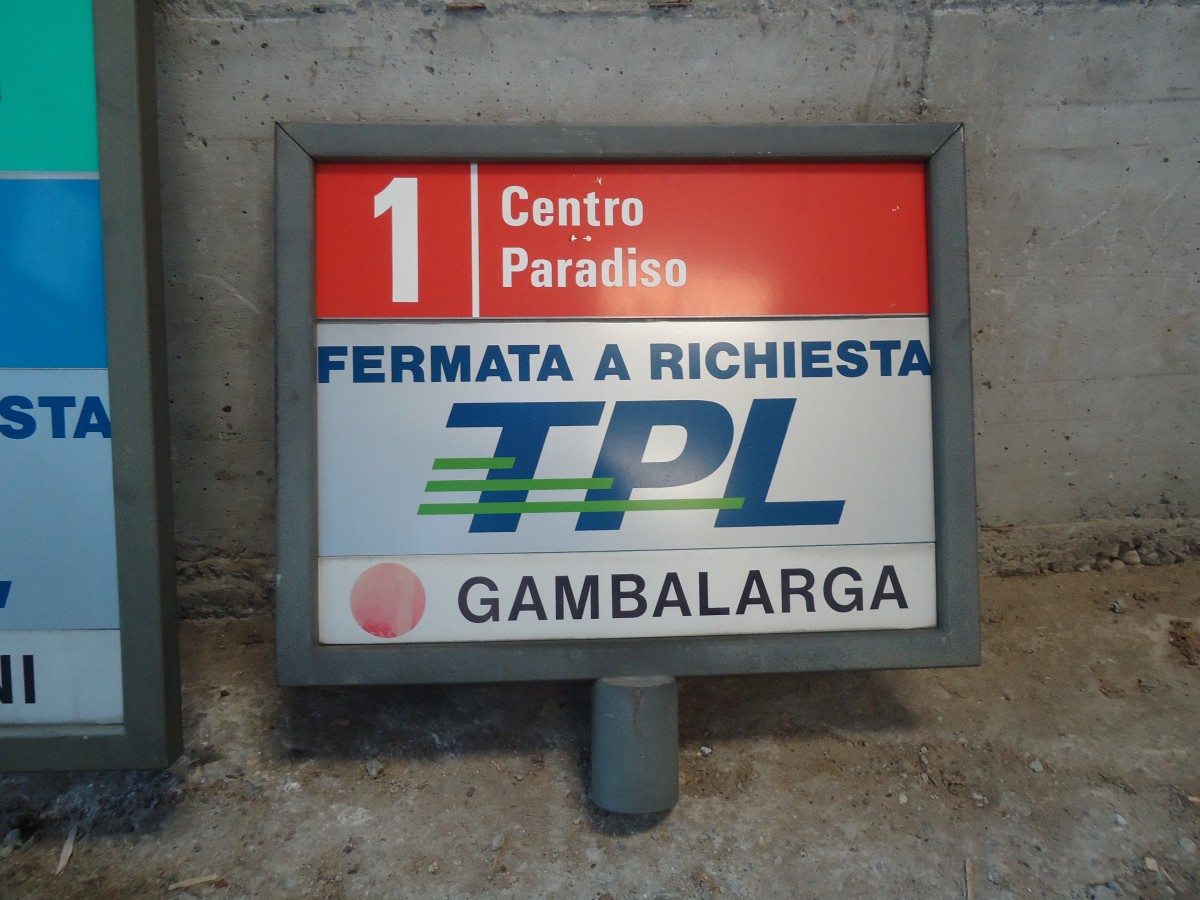 1
Centro
Paradiso
FERMATA A RICHIESTA
TPL
GAMBALARGA
STA
NI